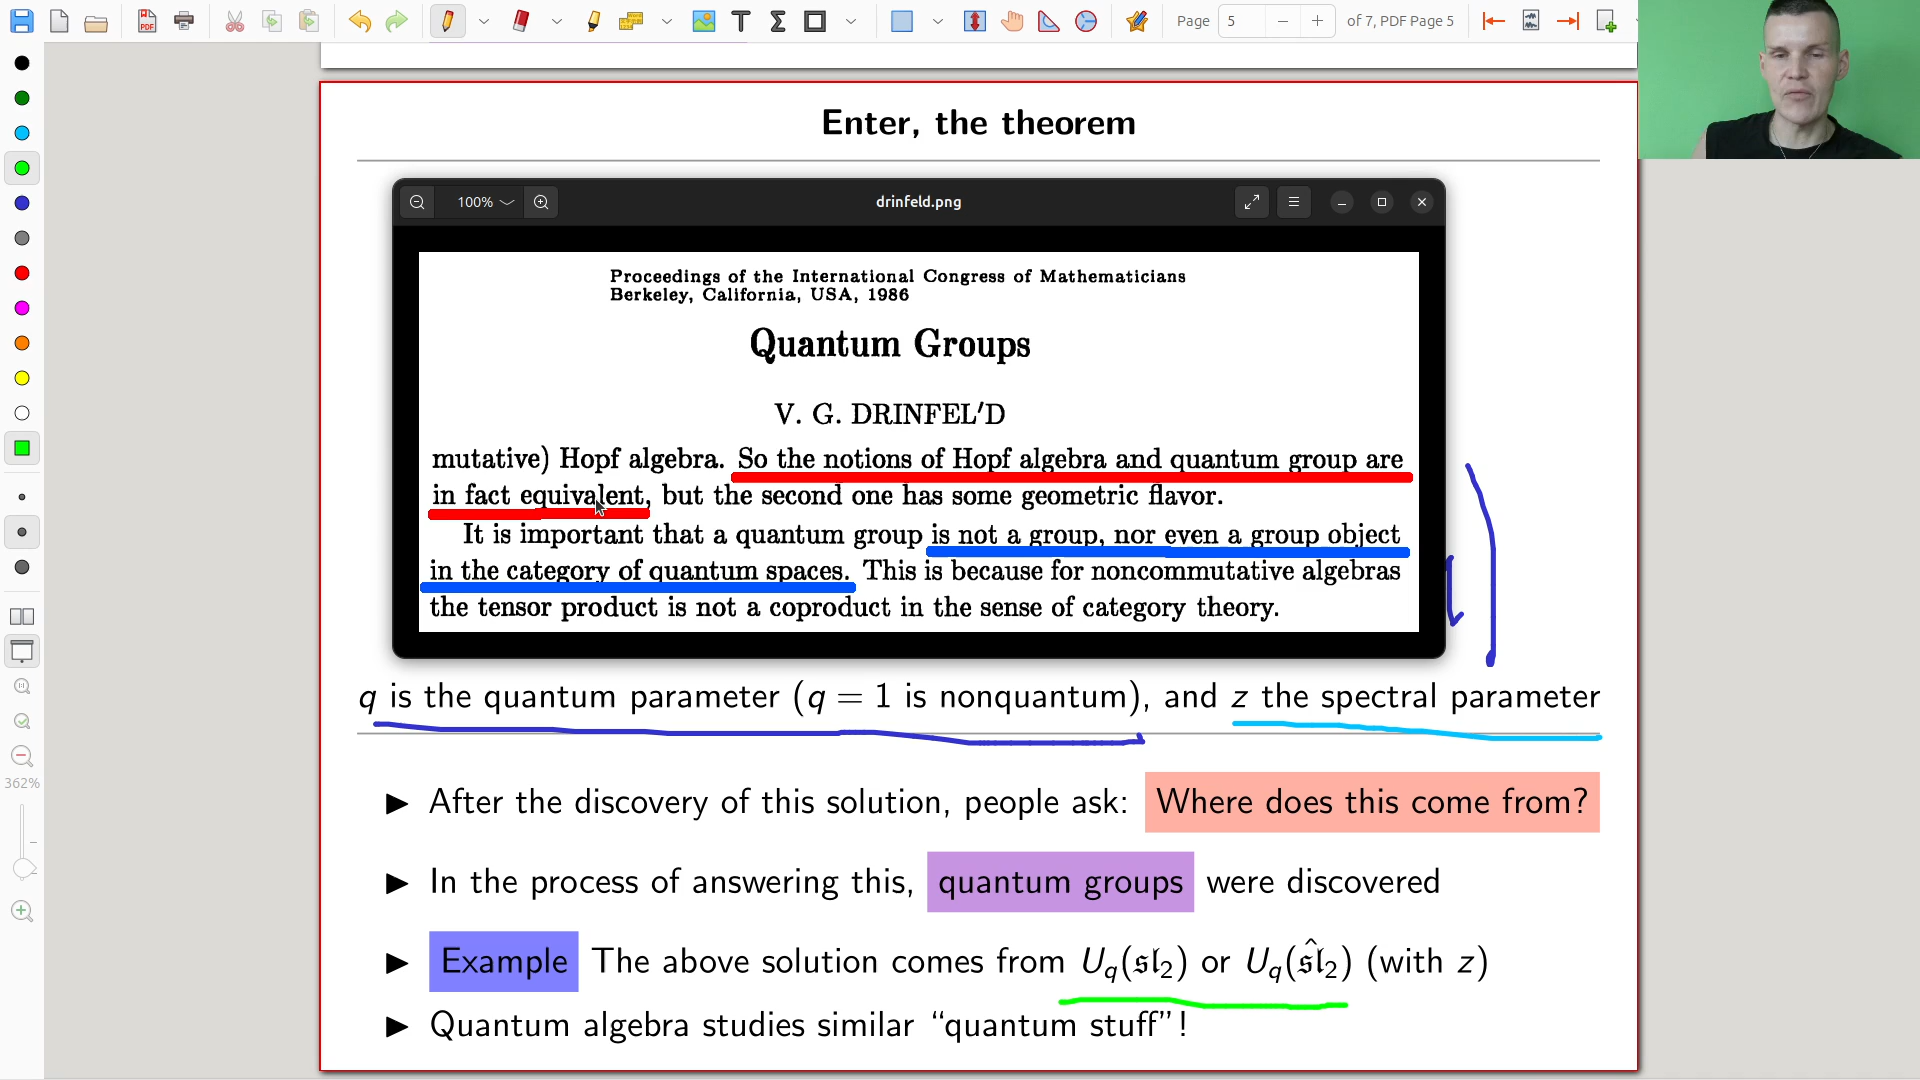 Page 5 of 7, PDF Page 5
Enter, the theorem
100%
drinfeld.png
Proceedings of the International Congress of Mathematicians
Berkeley, California, USA, 1986
Quantum Groups
V. G. DRINFEL′D
mutative) Hopf algebra. So the notions of Hopf algebra and quantum group are
in fact equivalent, but the second one has some geometric flavor.
It is important that a quantum group is not a group, nor even a group object
in the category of quantum spaces. This is because for noncommutative algebras
the tensor product is not a coproduct in the sense of category theory.
q is the quantum parameter (q = 1 is nonquantum), and z the spectral parameter
▶ After the discovery of this solution, people ask: Where does this come from?
▶ In the process of answering this, quantum groups were discovered
▶ Example The above solution comes from U_q(𝔰𝔩₂) or U_q(𝔰𝔩̂₂) (with z)
▶ Quantum algebra studies similar “quantum stuff”!
362%